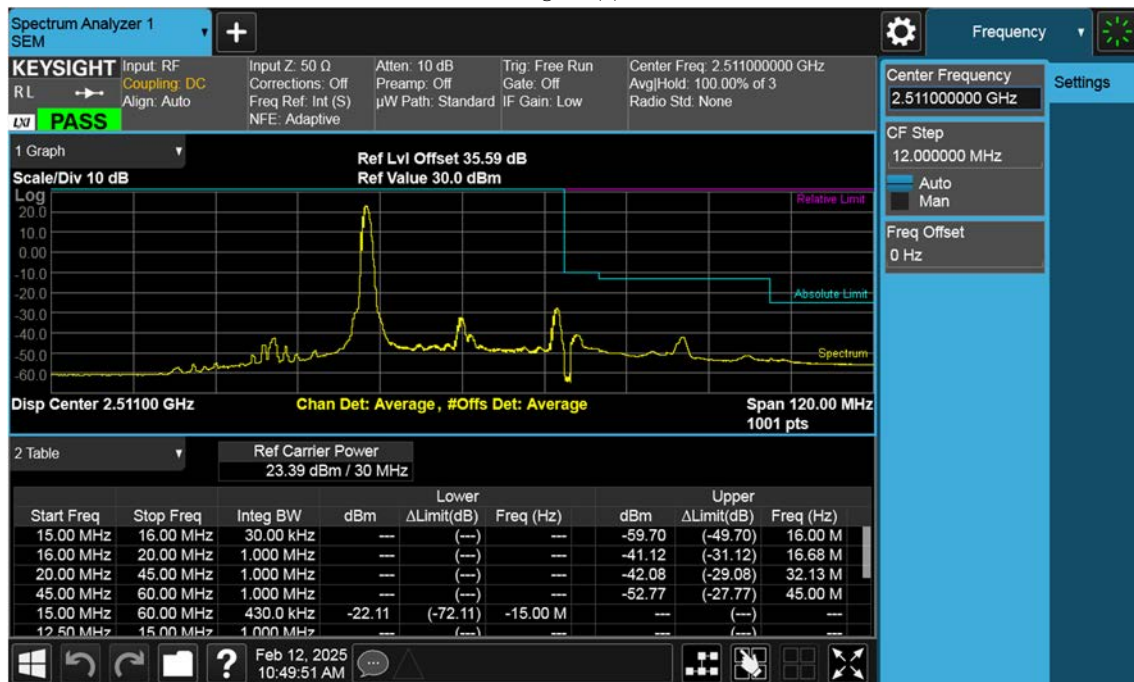 Spectrum Analyzer 1
SEM
Frequency
KEYSIGHT
RL
LXI PASS
Input: RF
Coupling: DC
Align: Auto
Input Z: 50 Ω
Corrections: Off
Freq Ref: Int (S)
NFE: Adaptive
Atten: 10 dB
Preamp: Off
µW Path: Standard
Trig: Free Run
Gate: Off
IF Gain: Low
Center Freq: 2.511000000 GHz
Avg|Hold: 100.00% of 3
Radio Std: None
Center Frequency
2.511000000 GHz
Settings
CF Step
12.000000 MHz
Auto
Man
Freq Offset
0 Hz
1 Graph
Scale/Div 10 dB
Ref Lvl Offset 35.59 dB
Ref Value 30.0 dBm
Log
Relative Limit
20.0
10.0
0.00
-10.0
-20.0
Absolute Limit
-30.0
-40.0
-50.0
Spectrum
-60.0
Disp Center 2.51100 GHz
Chan Det: Average, #Offs Det: Average
Span 120.00 MHz
1001 pts
2 Table
Ref Carrier Power
23.39 dBm / 30 MHz
Lower Upper
Start Freq Stop Freq Integ BW dBm ΔLimit(dB) Freq (Hz) dBm ΔLimit(dB) Freq (Hz)
15.00 MHz 16.00 MHz 30.00 kHz --- (---) --- -59.70 (-49.70) 16.00 M
16.00 MHz 20.00 MHz 1.000 MHz --- (---) --- -41.12 (-31.12) 16.68 M
20.00 MHz 45.00 MHz 1.000 MHz --- (---) --- -42.08 (-29.08) 32.13 M
45.00 MHz 60.00 MHz 1.000 MHz --- (---) --- -52.77 (-27.77) 45.00 M
15.00 MHz 60.00 MHz 430.0 kHz -22.11 (-72.11) -15.00 M --- (---) ---
12.50 MHz 15.00 MHz 1.000 MHz --- (---) --- --- (---) ---
Feb 12, 2025
10:49:51 AM